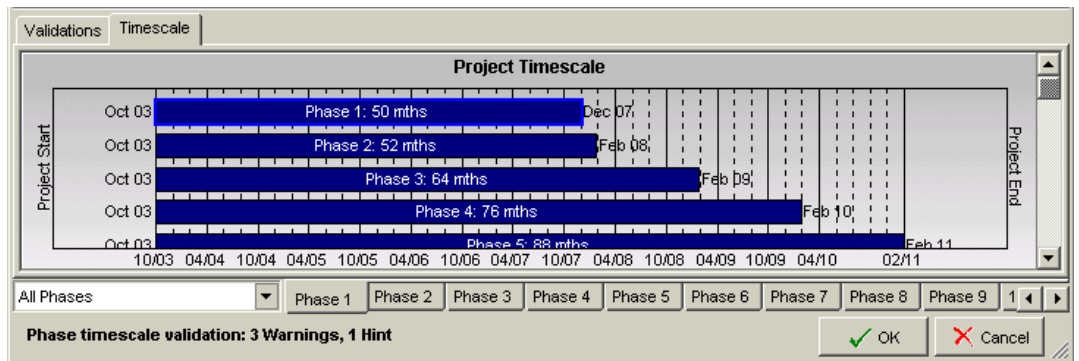 Validations Timescale
Project Timescale
Project Start
Project End
Oct 03 Phase 1: 50 mths Dec 07
Oct 03 Phase 2: 52 mths Feb 08
Oct 03 Phase 3: 64 mths Feb 09
Oct 03 Phase 4: 76 mths Feb 10
Oct 03 Phase 5: 88 mths Feb 11
10/03 04/04 10/04 04/05 10/05 04/06 10/06 04/07 10/07 04/08 10/08 04/09 10/09 04/10 02/11
All Phases Phase 1 Phase 2 Phase 3 Phase 4 Phase 5 Phase 6 Phase 7 Phase 8 Phase 9 1
Phase timescale validation: 3 Warnings, 1 Hint OK Cancel